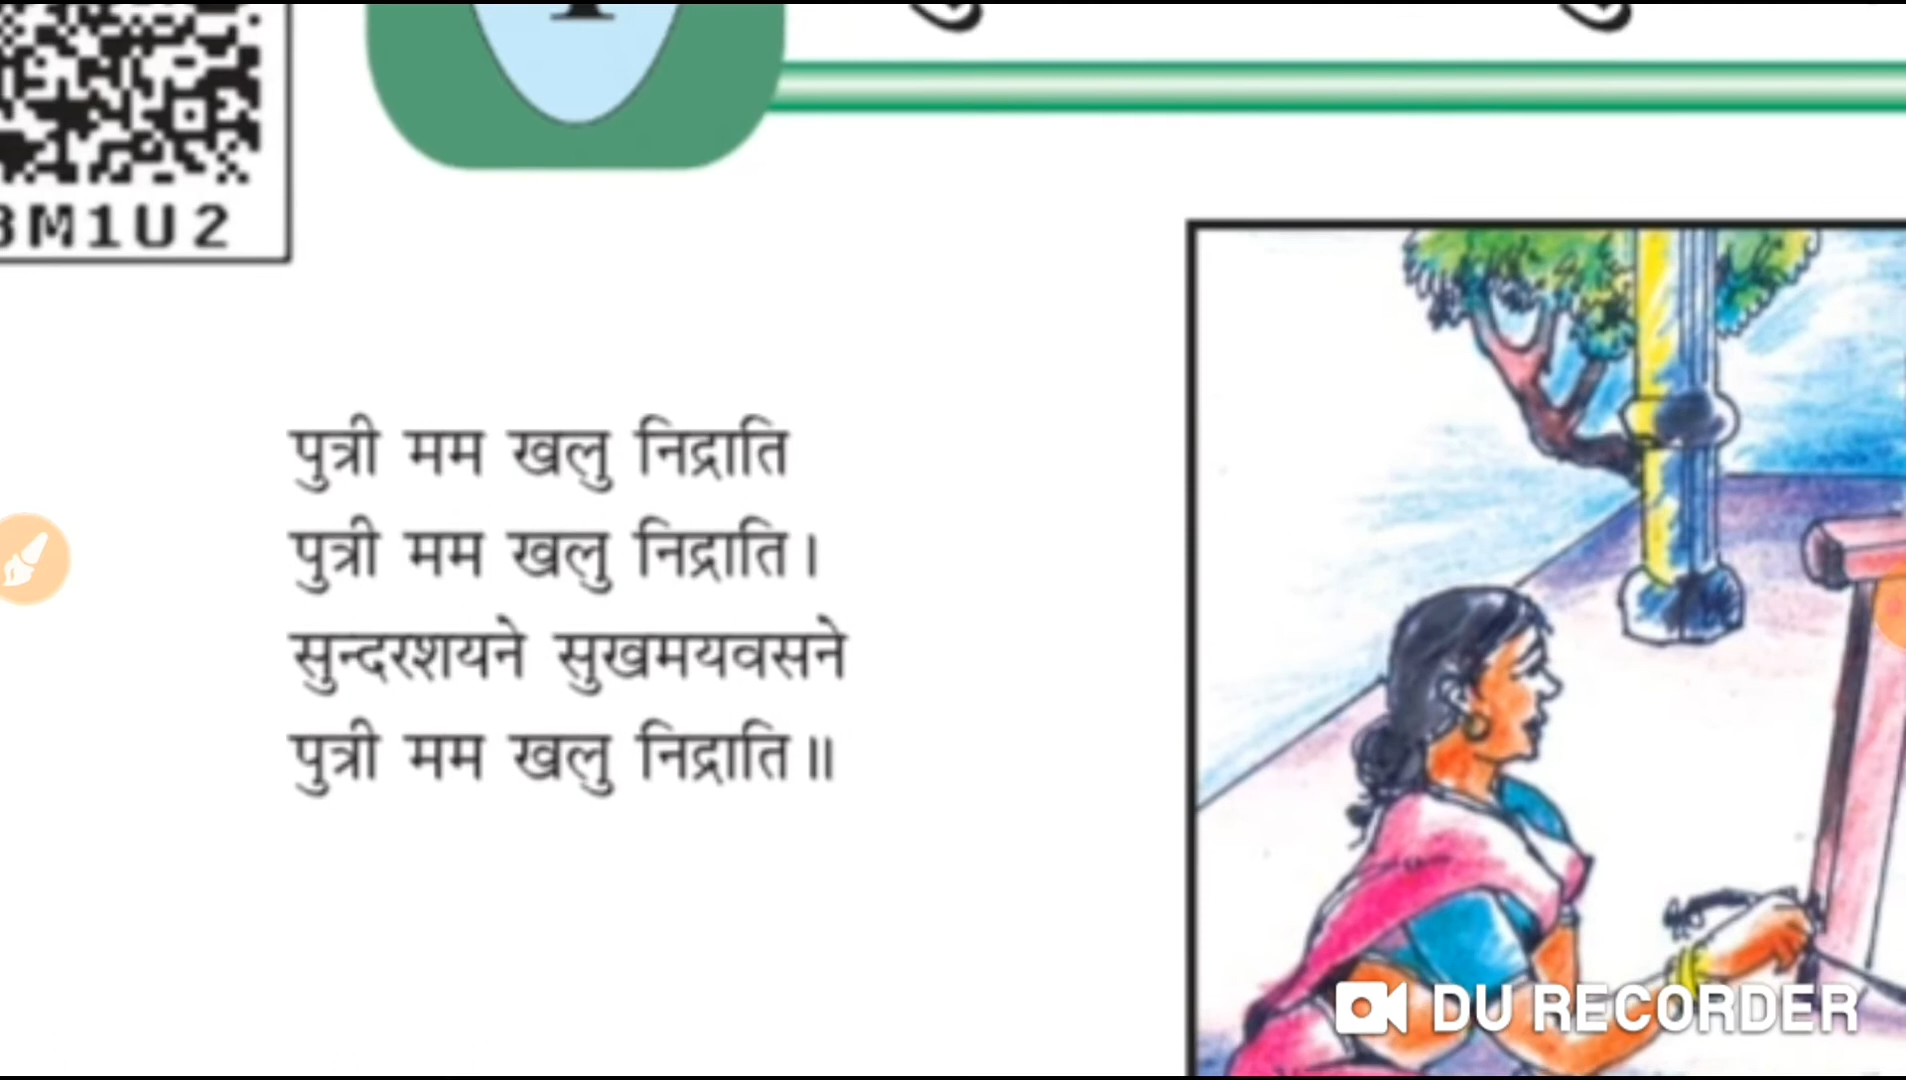 3M1U2
पुत्री मम खलु निद्राति
पुत्री मम खलु निद्राति।
सुन्दरशयने सुखमयवसने
पुत्री मम खलु निद्राति॥
DU RECORDER